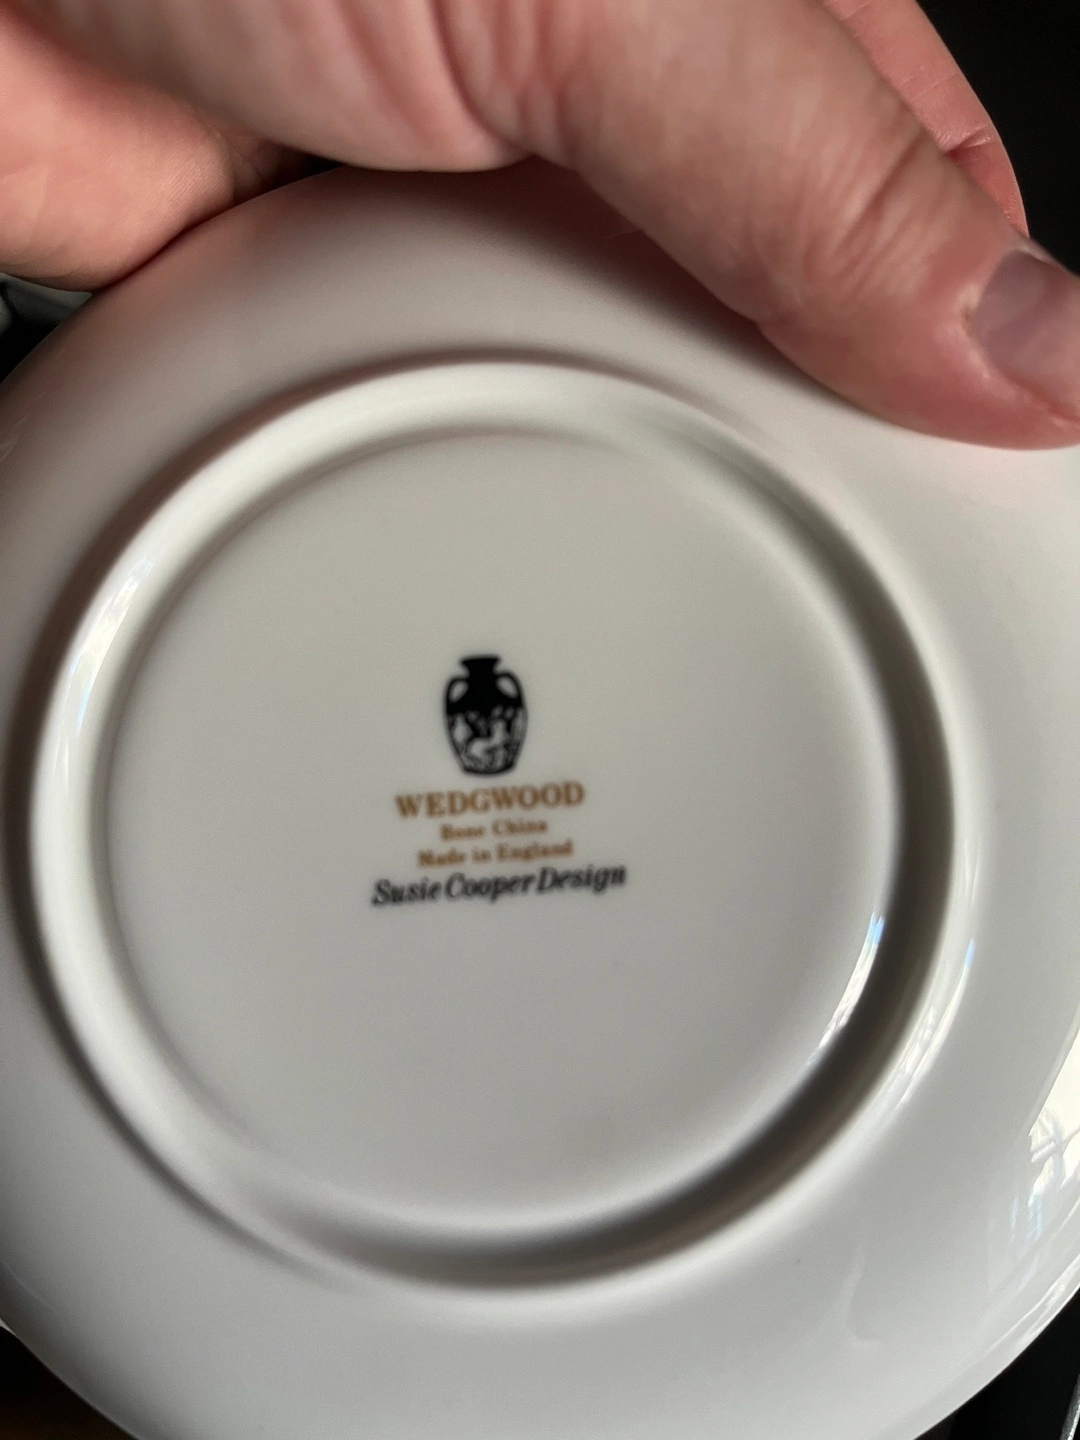 WEDGWOOD
Bone China
Made in England
Susie Cooper Design